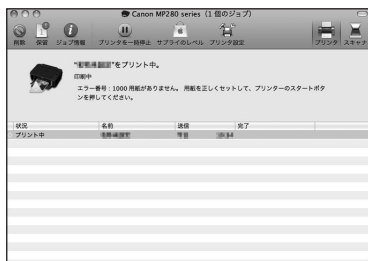 Canon MP280 series (1 個のジョブ)
削除 保留 ジョブ情報 プリンタを一時停止 サプライのレベル プリンタ設定 プリンタ スキャナ
"をプリント中。
印刷中
エラー番号 : 1000 用紙がありません。 用紙を正しくセットして、プリンターのスタートボタ
ンを押してください。
状況 名前 送信 完了
プリント中